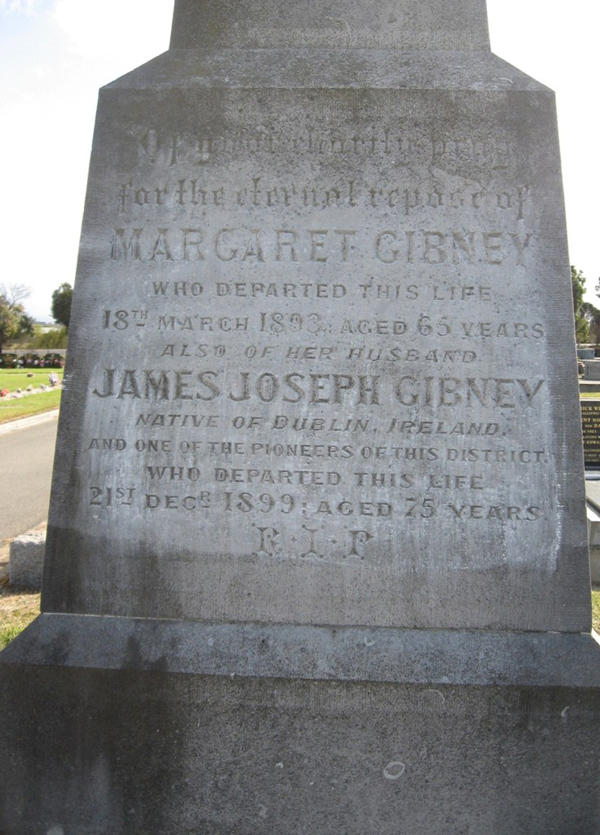 Of your charity pray
for the eternal repose of
MARGARET GIBNEY
WHO DEPARTED THIS LIFE
18TH MARCH 1893, AGED 65 YEARS
ALSO OF HER HUSBAND
JAMES JOSEPH GIBNEY
NATIVE OF DUBLIN, IRELAND,
AND ONE OF THE PIONEERS OF THIS DISTRICT,
WHO DEPARTED THIS LIFE
21ST DECR 1899, AGED 75 YEARS.
R·I·P